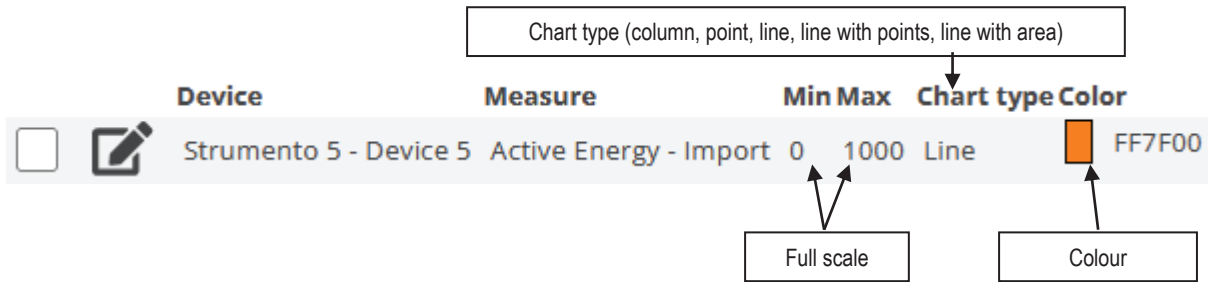 Chart type (column, point, line, line with points, line with area)
Device Measure Min Max Chart type Color
Strumento 5 - Device 5 Active Energy - Import 0 1000 Line FF7F00
Full scale Colour